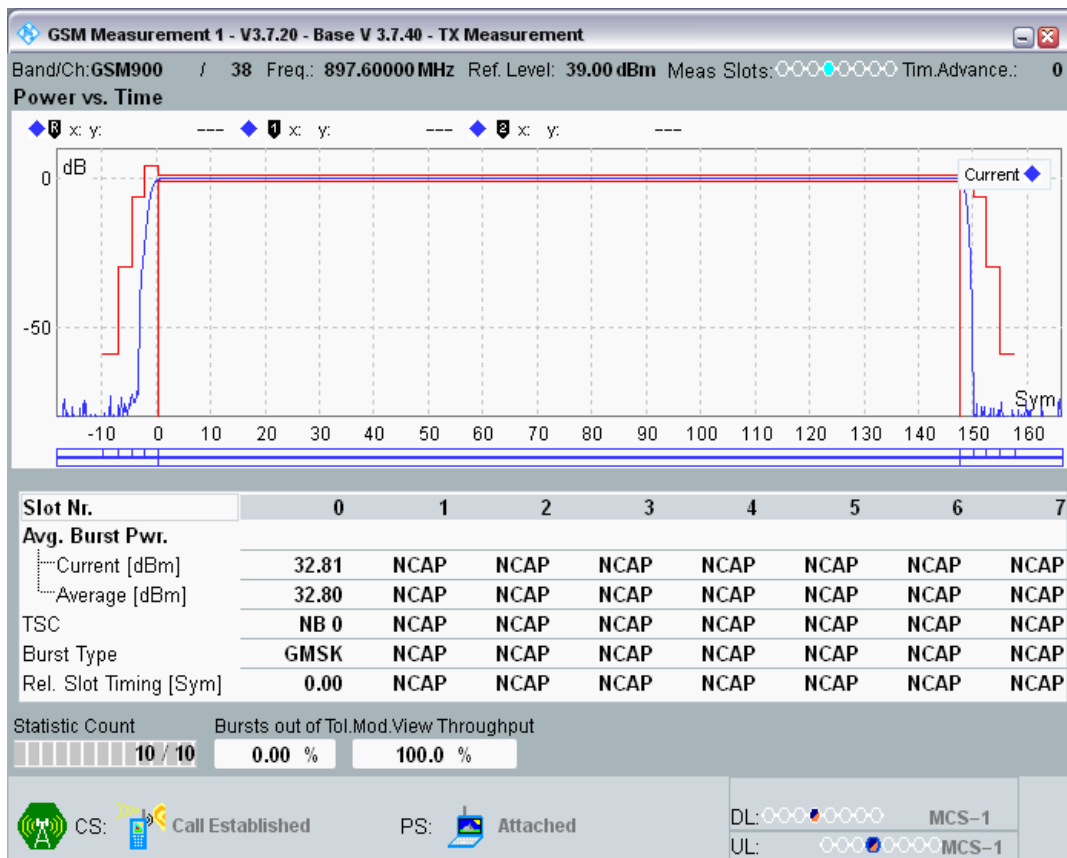 GSM Measurement 1 - V3.7.20 - Base V 3.7.40 - TX Measurement
Band/Ch:GSM900 / 38 Freq.: 897.60000 MHz Ref. Level: 39.00 dBm Meas Slots: Tim.Advance.: 0
Power vs. Time
R x: y: --- 1 x: y: --- 2 x: y: ---
dB
Current
0
-50
Sym
-10 0 10 20 30 40 50 60 70 80 90 100 110 120 130 140 150 160
Slot Nr. 0 1 2 3 4 5 6 7
Avg. Burst Pwr.
Current [dBm] 32.81 NCAP NCAP NCAP NCAP NCAP NCAP NCAP
Average [dBm] 32.80 NCAP NCAP NCAP NCAP NCAP NCAP NCAP
TSC NB 0 NCAP NCAP NCAP NCAP NCAP NCAP NCAP
Burst Type GMSK NCAP NCAP NCAP NCAP NCAP NCAP NCAP
Rel. Slot Timing [Sym] 0.00 NCAP NCAP NCAP NCAP NCAP NCAP NCAP
Statistic Count Bursts out of Tol.Mod.View Throughput
10 / 10 0.00 % 100.0 %
CS: Call Established PS: Attached
DL: MCS-1
UL: MCS-1